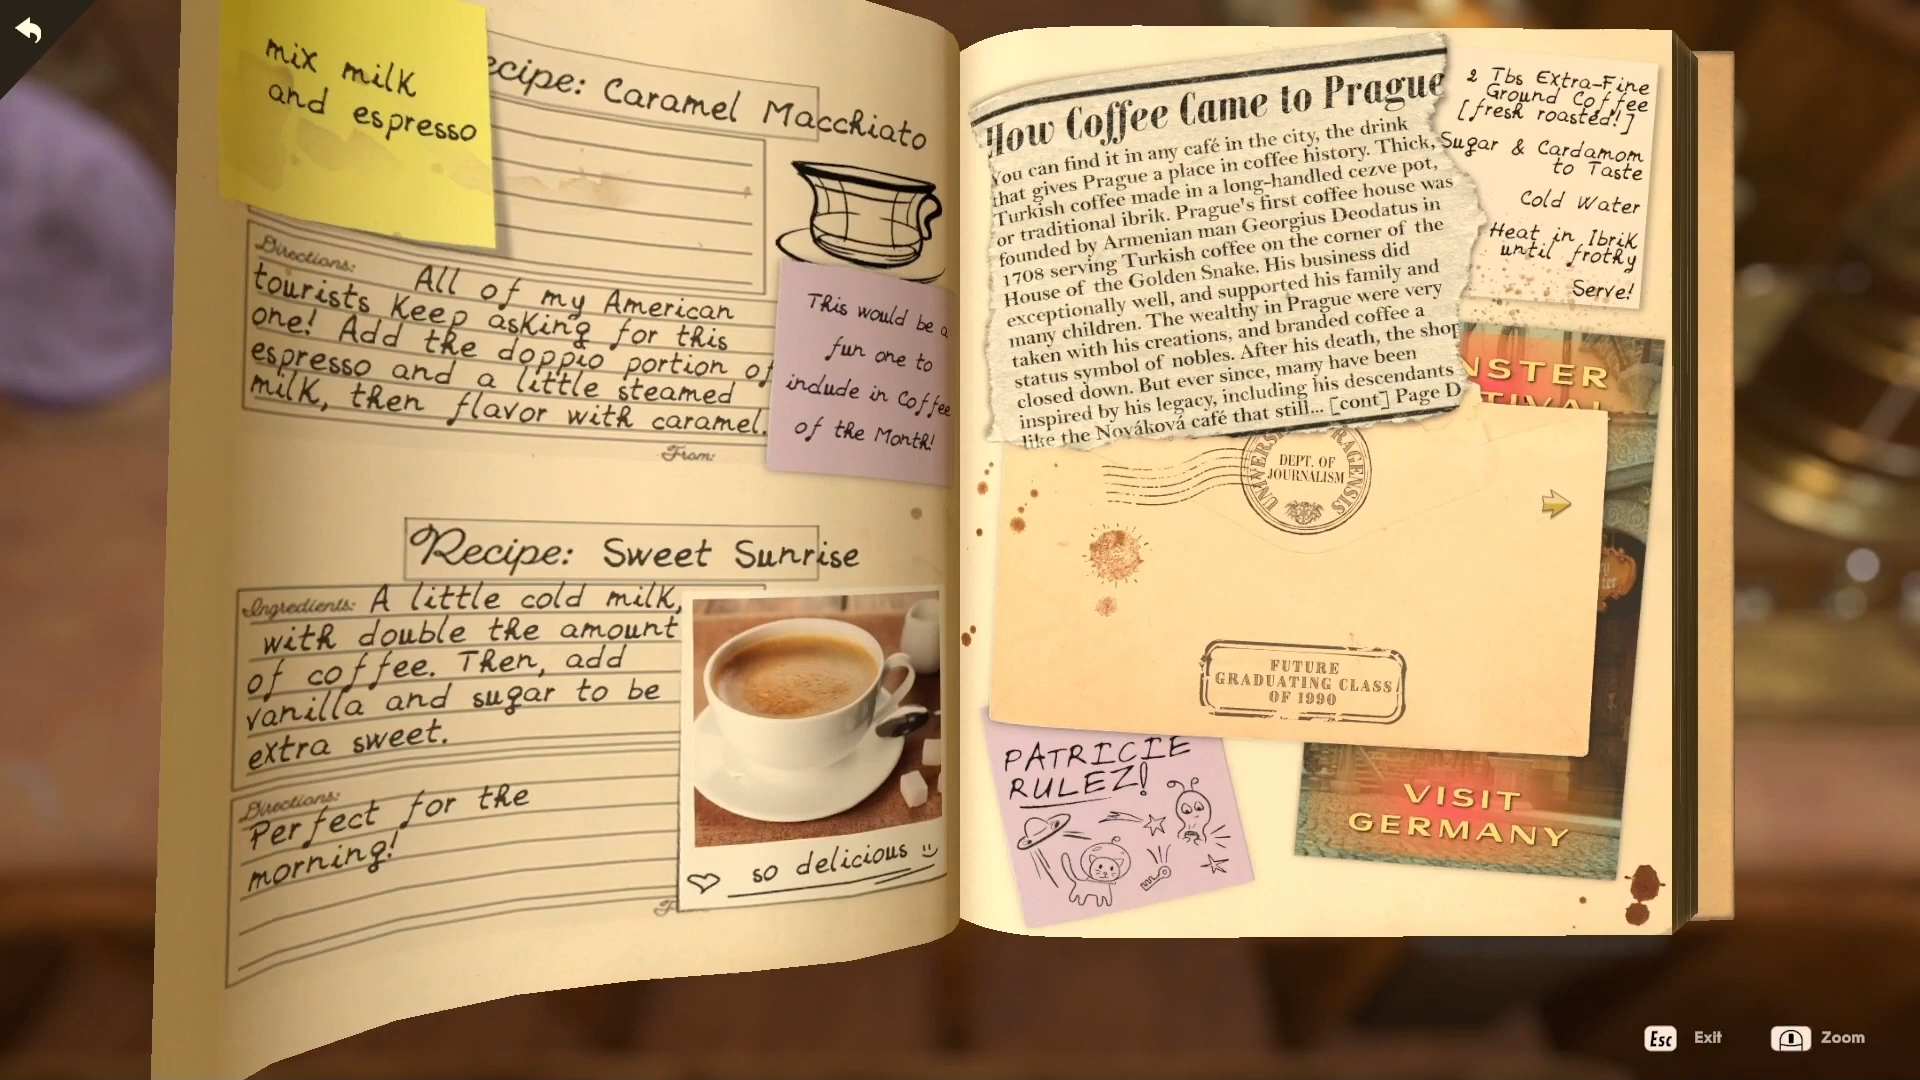 mix milk
and espresso
ecipe: Caramel Macchiato
Directions:
All of my American
tourists keep asking for this
one! Add the doppio portion of
espresso and a little steamed
milk, then flavor with caramel.
From:
This would be a
fun one to
include in Coffee
of the Month!
Recipe: Sweet Sunrise
Ingredients: A little cold milk,
with double the amount
of coffee. Then, add
vanilla and sugar to be
extra sweet.
Directions:
Perfect for the
morning!
so delicious
How Coffee Came to Prague
You can find it in any café in the city, the drink
that gives Prague a place in coffee history. Thick,
Turkish coffee made in a long-handled cezve pot,
or traditional ibrik. Prague's first coffee house was
founded by Armenian man Georgius Deodatus in
1708 serving Turkish coffee on the corner of the
House of the Golden Snake. His business did
exceptionally well, and supported his family and
many children. The wealthy in Prague were very
taken with his creations, and branded coffee a
status symbol of nobles. After his death, the shop
closed down. But ever since, many have been
inspired by his legacy, including his descendants
like the Nováková café that still... [cont] Page D
2 Tbs Extra-Fine
Ground Coffee
[fresh roasted!]
Sugar & Cardamom
to Taste
Cold Water
Heat in Ibrik
until frothy
Serve!
NSTER
TIVAL
DEPT. OF
JOURNALISM
FUTURE
GRADUATING CLASS
OF 1990
PATRICIE
RULEZ!
VISIT
GERMANY
Esc Exit
Zoom